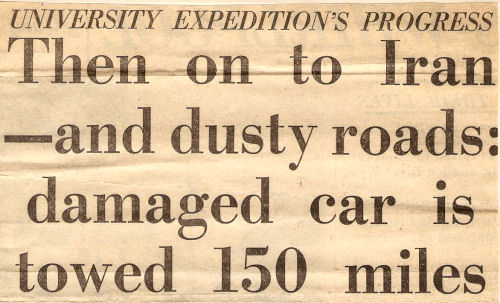 UNIVERSITY EXPEDITION'S PROGRESS
Then on to Iran
—and dusty roads:
damaged car is
towed 150 miles